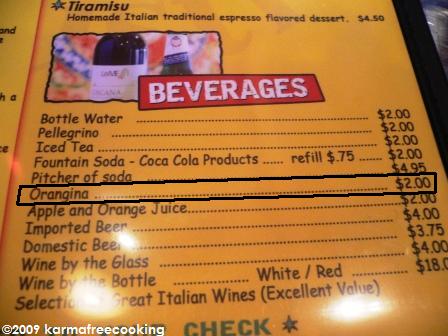 Tiramisu
Homemade Italian traditional espresso flavored dessert. $4.50
BEVERAGES
Bottle Water $2.00
Pellegrino $2.00
Iced Tea $2.00
Fountain Soda - Coca Cola Products ...... refill $.75 ...... $2.00
Pitcher of soda $4.95
Orangina $2.00
Apple and Orange Juice $2.00
Imported Beer $4.00
Domestic Beer $3.75
Wine by the Glass $4.00
Wine by the Bottle White / Red $18.0
Great Italian Wines (Excellent Value)
CHECK
©2009 karmafreecooking